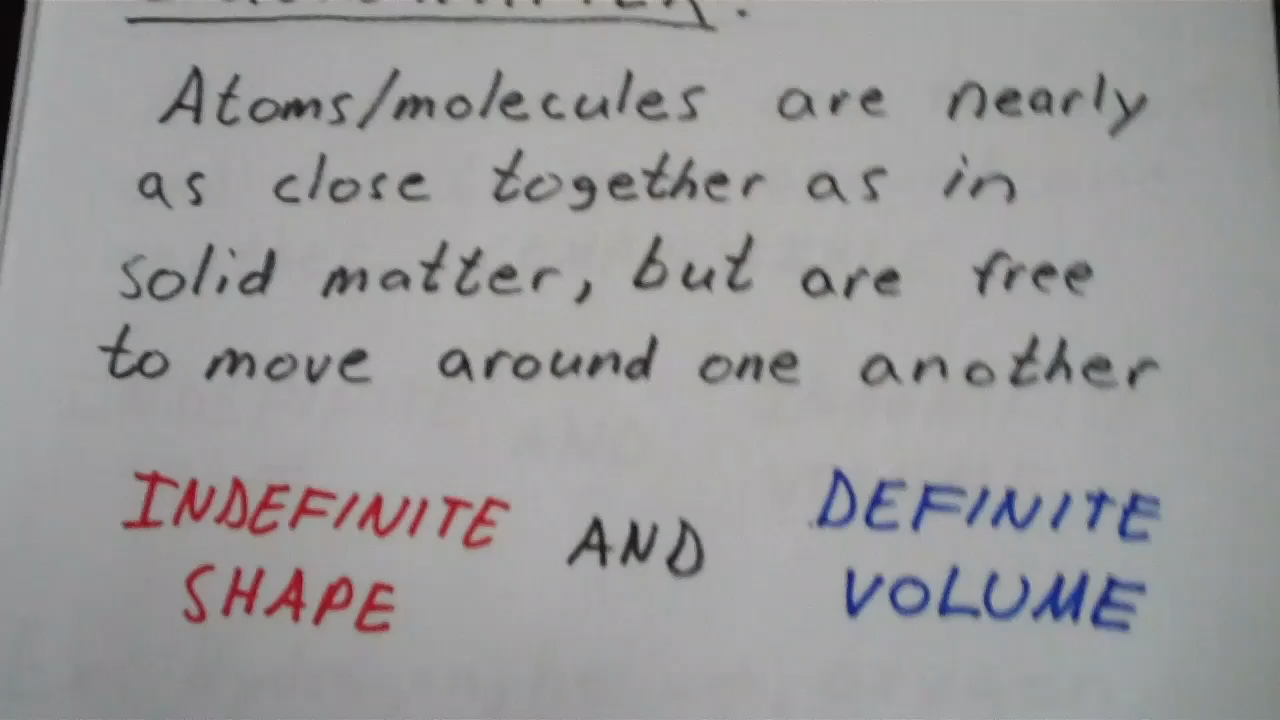 Atoms/molecules are nearly
as close together as in
solid matter, but are free
to move around one another
INDEFINITE
SHAPE
AND
DEFINITE
VOLUME